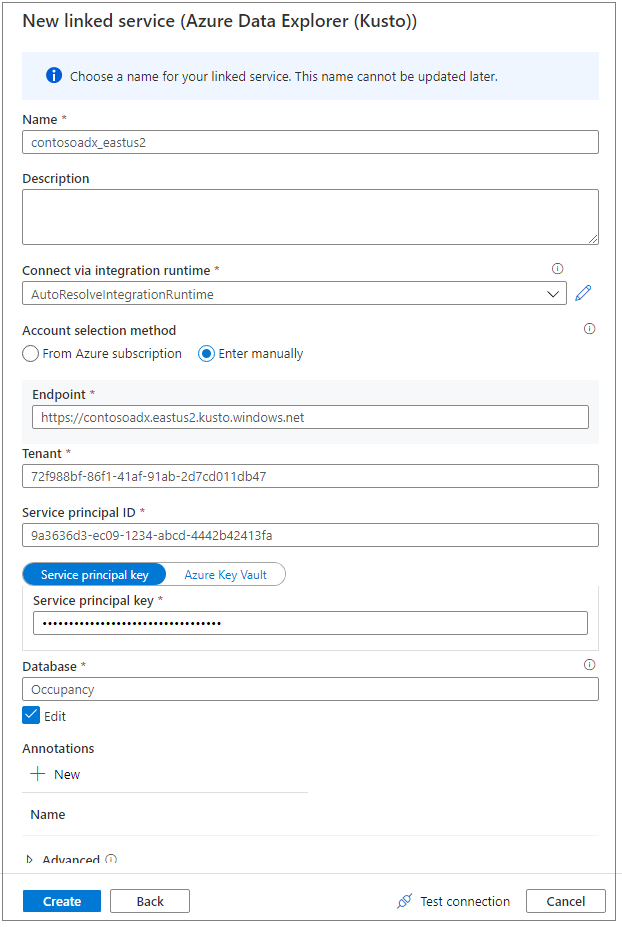 New linked service (Azure Data Explorer (Kusto))
Choose a name for your linked service. This name cannot be updated later.
Name *
contosoadx_eastus2
Description
Connect via integration runtime *
AutoResolveIntegrationRuntime
Account selection method
From Azure subscription Enter manually
Endpoint *
https://contosoadx.eastus2.kusto.windows.net
Tenant *
72f988bf-86f1-41af-91ab-2d7cd011db47
Service principal ID *
9a3636d3-ec09-1234-abcd-4442b42413fa
Service principal key Azure Key Vault
Service principal key *
••••••••••••••••••••••••••••••••••
Database *
Occupancy
Edit
Annotations
New
Name
Advanced
Create Back Test connection Cancel